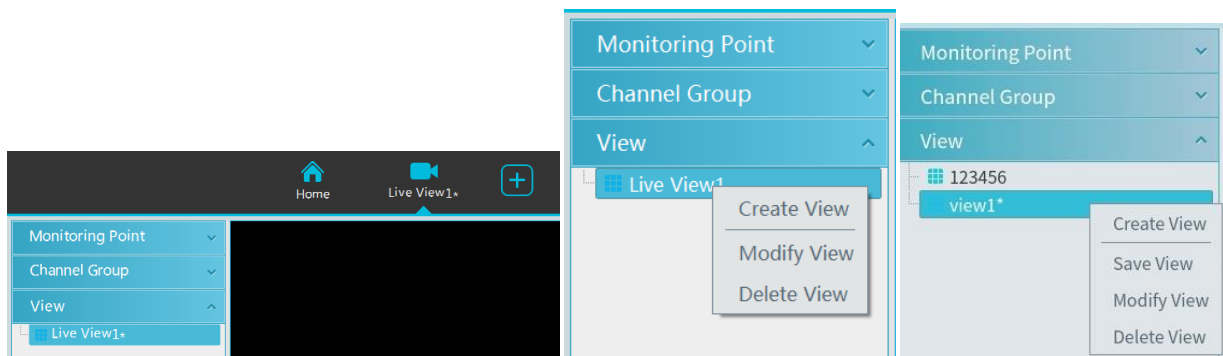 Home
Live View1*
Monitoring Point
Channel Group
View
Live View1*
Monitoring Point
Channel Group
View
Live View1
Create View
Modify View
Delete View
Monitoring Point
Channel Group
View
123456
view1*
Create View
Save View
Modify View
Delete View